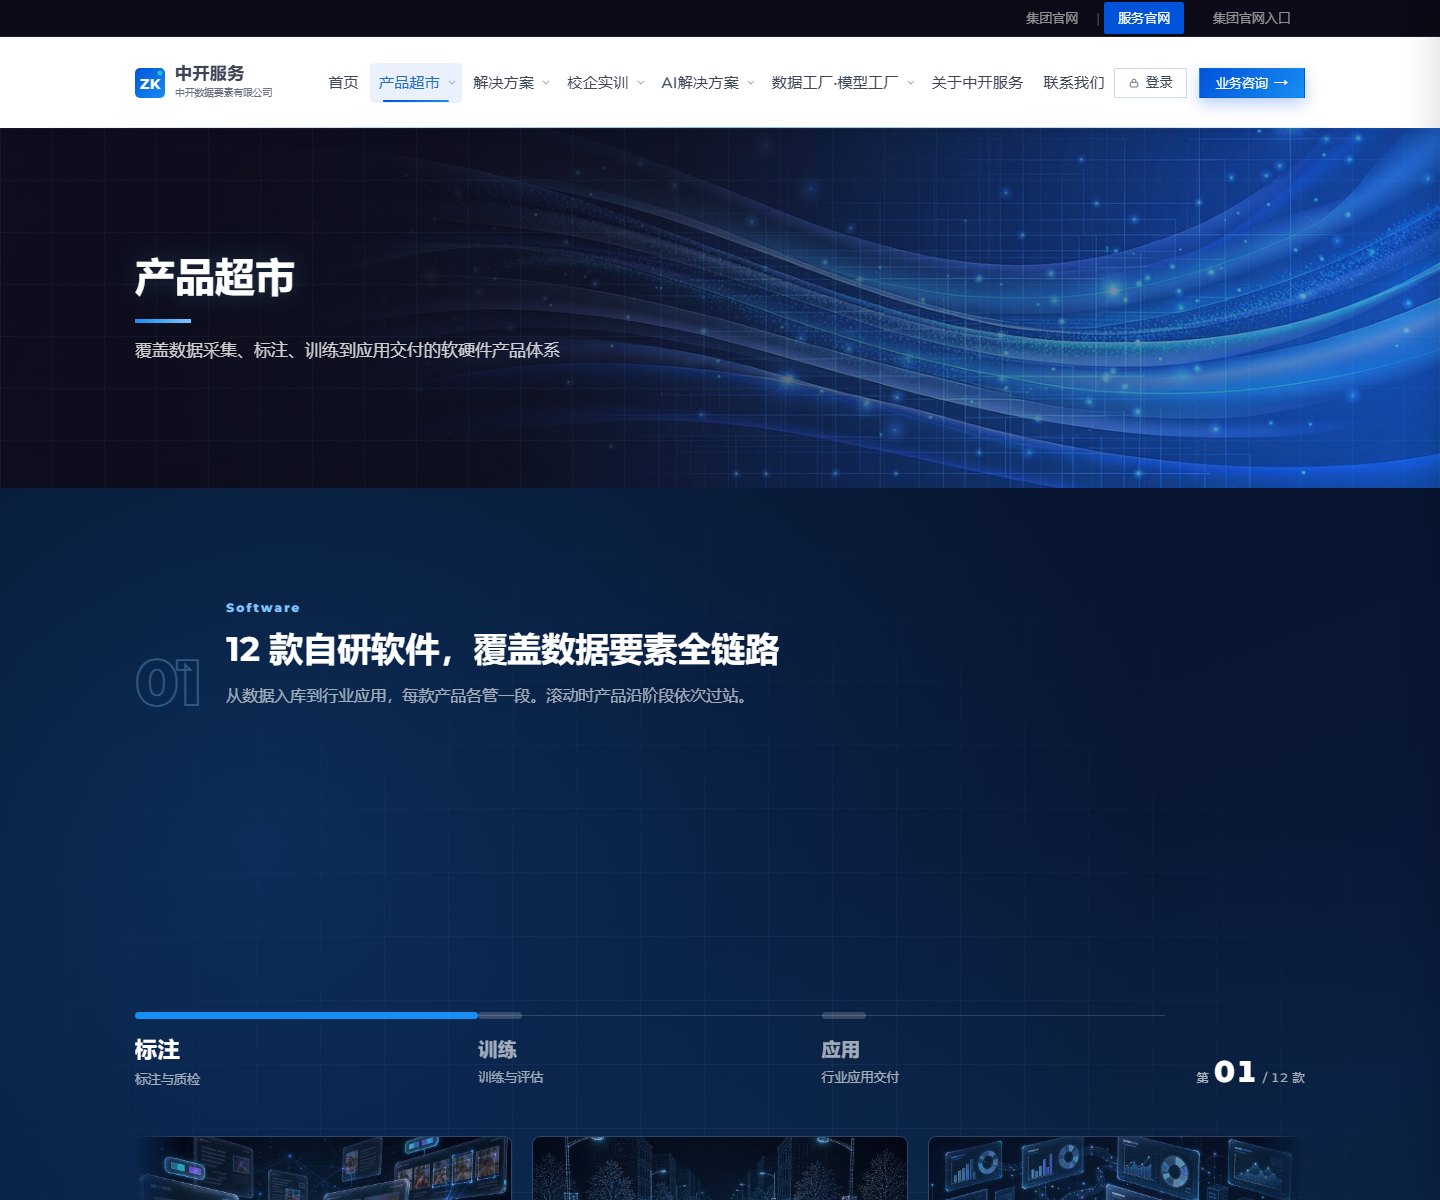 集团官网 | 服务官网 集团官网入口
ZK 中开服务
中开数据要素有限公司
首页 产品超市 解决方案 校企实训 AI解决方案 数据工厂·模型工厂 关于中开服务 联系我们 登录 业务咨询 →
产品超市
覆盖数据采集、标注、训练到应用交付的软硬件产品体系
Software
01
12 款自研软件，覆盖数据要素全链路
从数据入库到行业应用，每款产品各管一段。滚动时产品沿阶段依次过站。
标注 训练 应用
标注与质检 训练与评估 行业应用交付
第 01 / 12 款